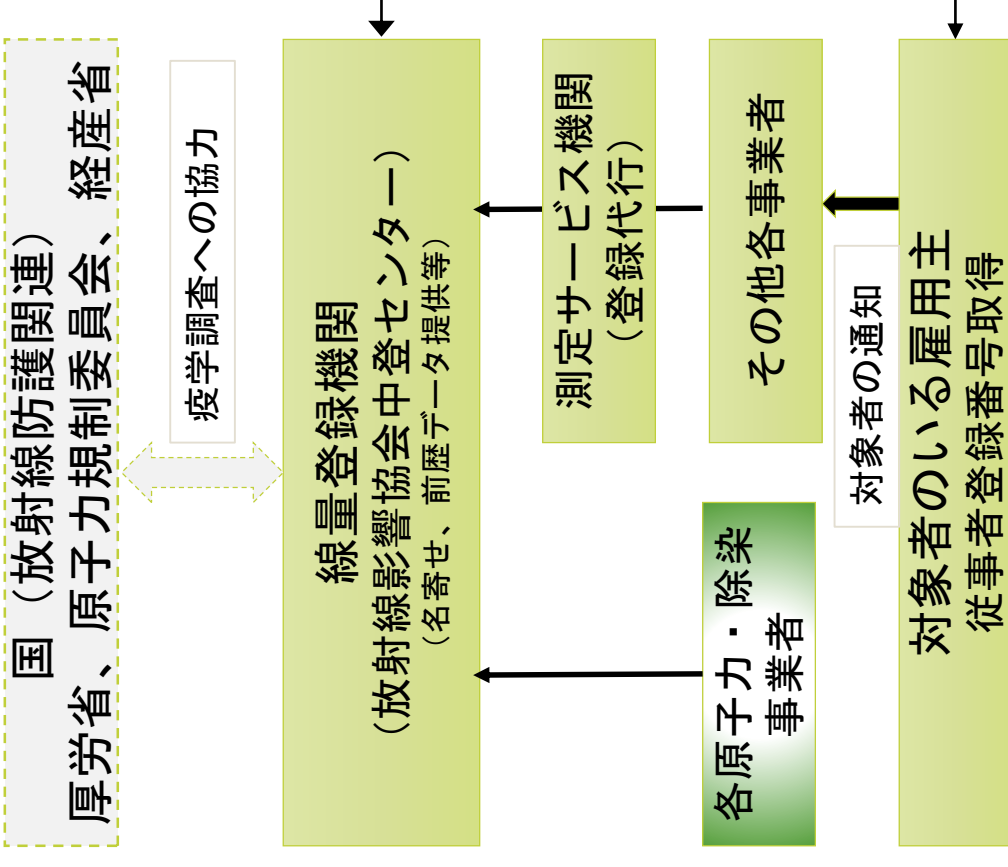 国（放射線防護関連）
厚労省、原子力規制委員会、経産省
疫学調査への協力
線量登録機関
（放射線影響協会中登センター）
（名寄せ、前歴データ提供等）
測定サービス機関
（登録代行）
その他各事業者
各原子力・除染
事業者
対象者の通知
対象者のいる雇用主
従事者登録番号取得